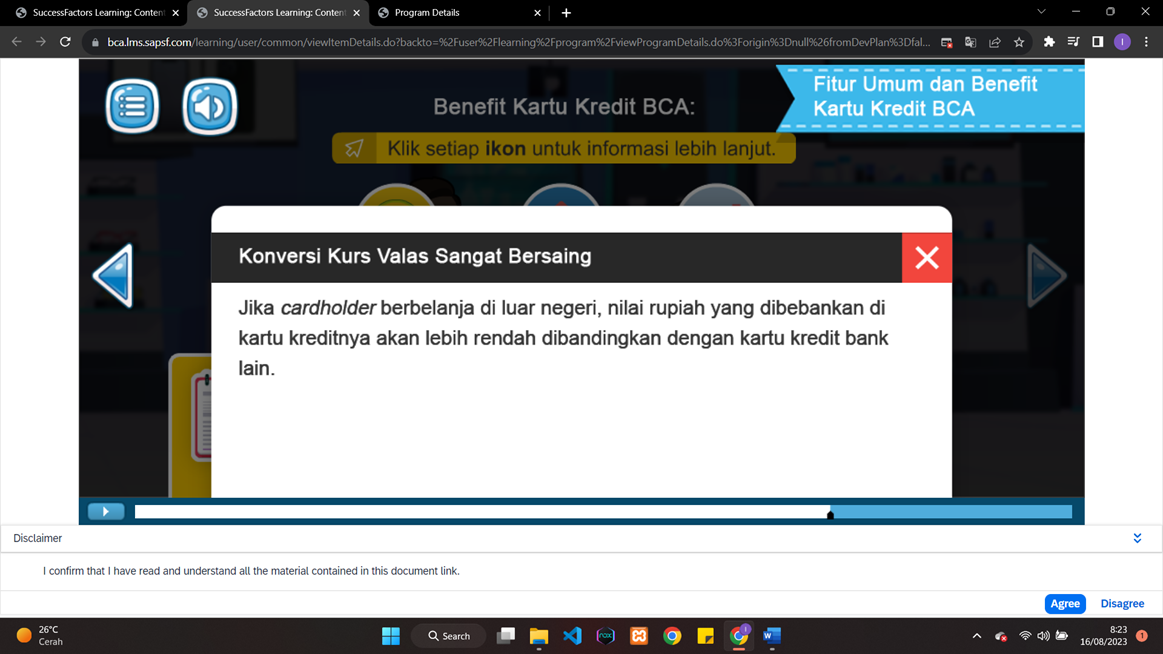 SuccessFactors Learning: Conten
SuccessFactors Learning: Conten
Program Details
bca.lms.sapsf.com/learning/user/common/viewItemDetails.do?backto=%2Fuser%2Flearning%2Fprogram%2FviewProgramDetails.do%3Forigin%3Dnull%26fromDevPlan%3Dfal...
I
Fitur Umum dan Benefit
Kartu Kredit BCA
Benefit Kartu Kredit BCA:
Klik setiap ikon untuk informasi lebih lanjut.
Konversi Kurs Valas Sangat Bersaing
Jika cardholder berbelanja di luar negeri, nilai rupiah yang dibebankan di
kartu kreditnya akan lebih rendah dibandingkan dengan kartu kredit bank
lain.
Disclaimer
I confirm that I have read and understand all the material contained in this document link.
Agree
Disagree
26°C
Cerah
Search
8:23
16/08/2023
1